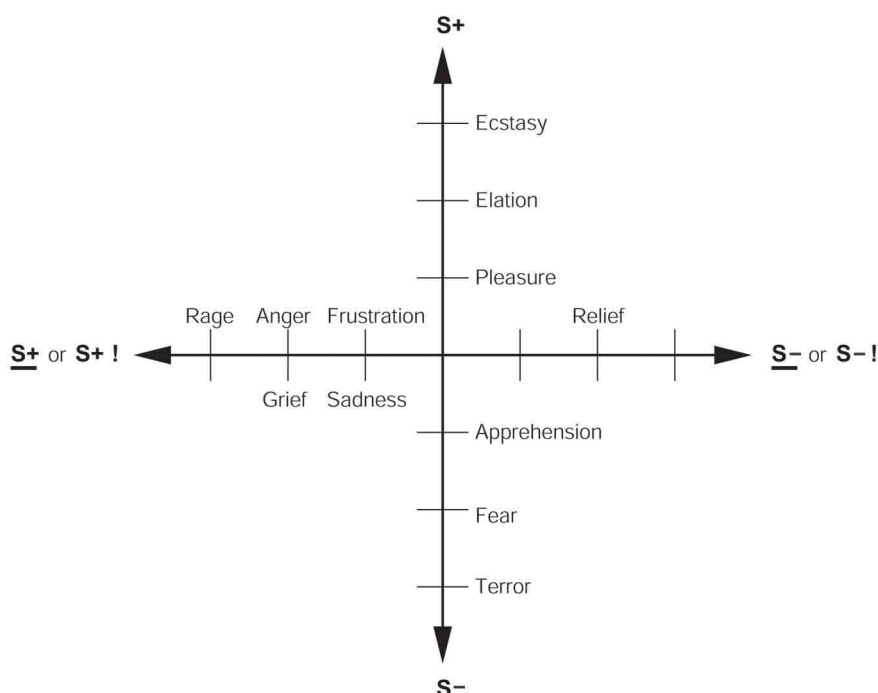 S+
Ecstasy
Elation
Pleasure
Rage Anger Frustration Relief
S+ or S+ ! S− or S− !
Grief Sadness
Apprehension
Fear
Terror
S−